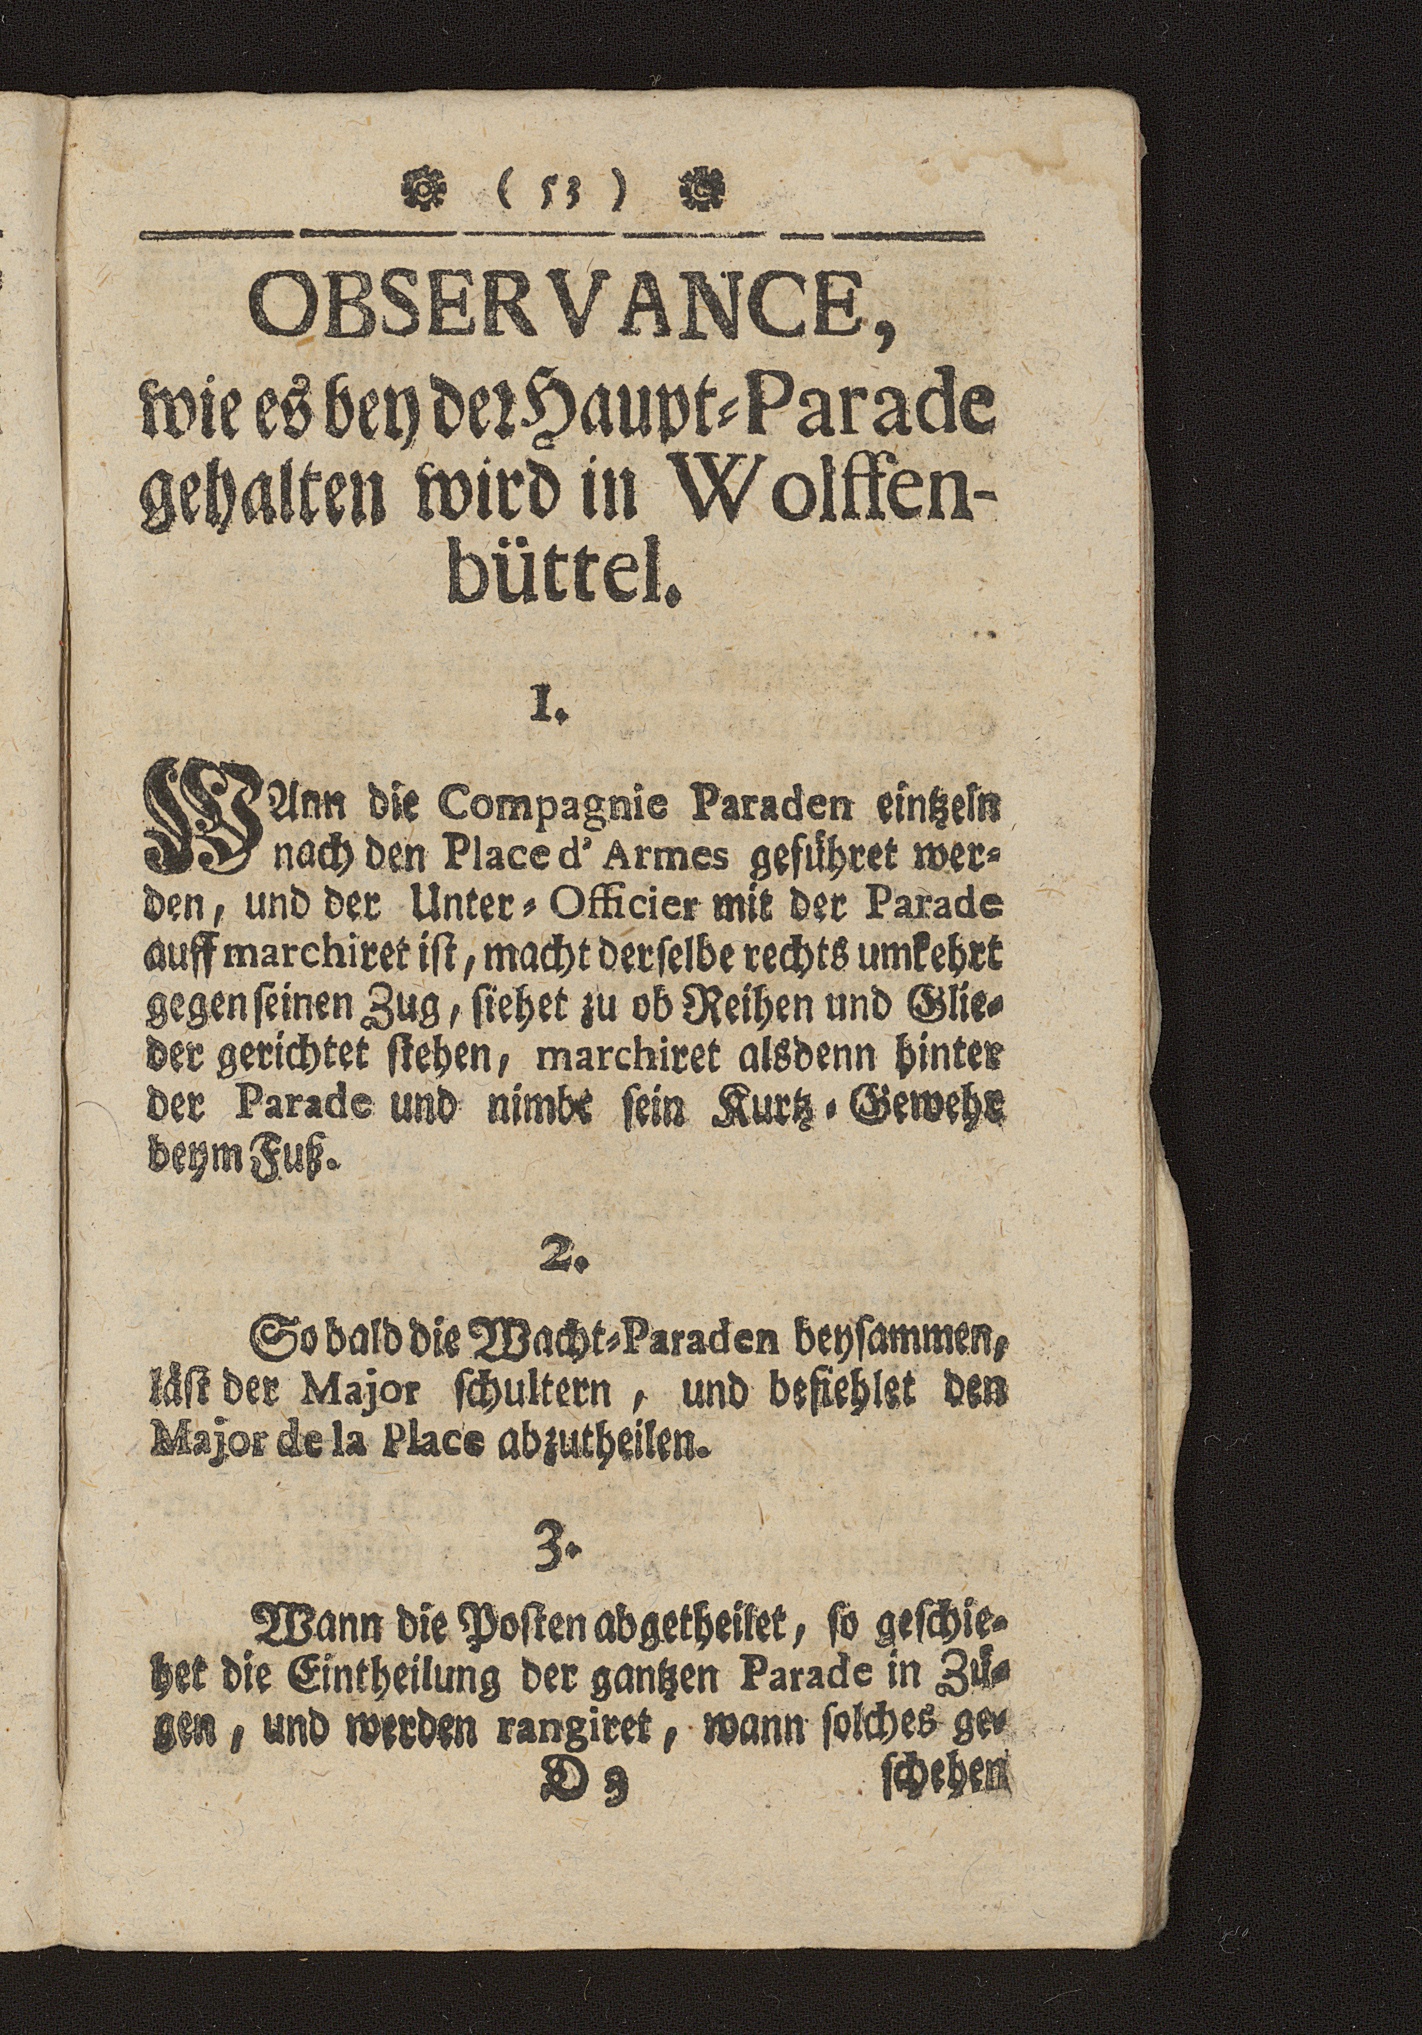 ( 53 )
OBSERVANCE,
wie es bey der Haupt-Parade
gehalten wird in Wolffen-
büttel.
1.
WAnn die Compagnie Paraden eintzeln
nach den Place d' Armes geführet wer-
den, und der Unter-Officier mit der Parade
auff marchiret ist, macht derselbe rechts umkehrt
gegen seinen Zug, siehet zu ob Reihen und Glie-
der gerichtet stehen, marchiret alsdenn hinter
der Parade und nimbt sein Kurtz-Gewehr
beym Fuß.
2.
So bald die Wacht-Paraden beysammen,
läst der Major schultern, und befiehlet den
Major de la Place abzutheilen.
3.
Wann die Posten abgetheilet, so geschie-
het die Eintheilung der gantzen Parade in Zü-
gen, und werden rangiret, wann solches ge-
D 3 schehen